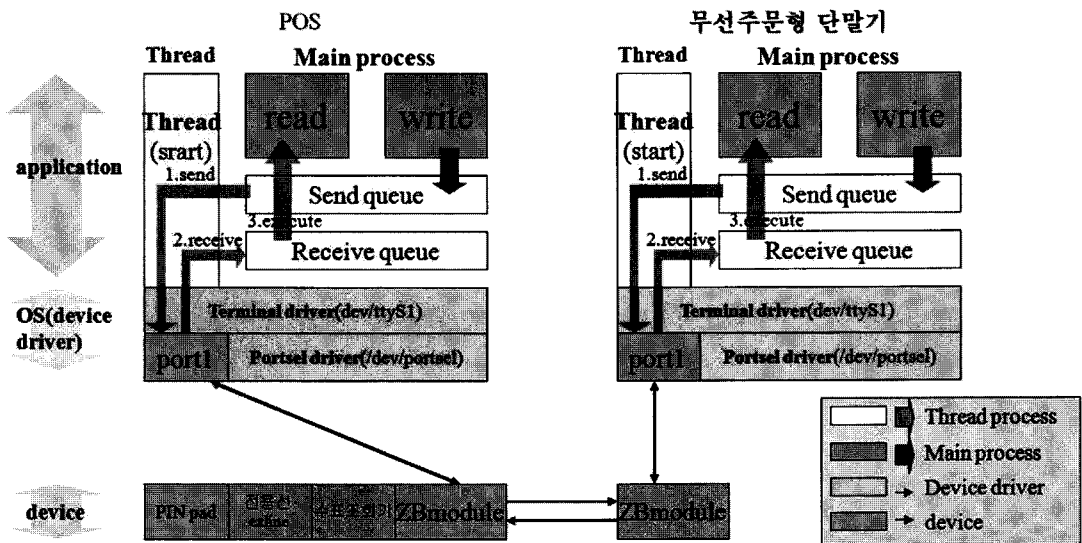 POS
무선주문형 단말기
Thread
Main process
Thread
Main process
Thread
(srart)
read
write
Thread
(start)
read
write
application
1.send
Send queue
3.execute
2.receive
Receive queue
1.send
Send queue
3.execute
2.receive
Receive queue
OS(device
driver)
Terminal driver(dev/ttyS1)
port1
Portsel driver(/dev/portsel)
Terminal driver(dev/ttyS1)
port1
Portsel driver(/dev/portsel)
Thread process
Main process
Device driver
device
device
PIN pad
ZBmodule
ZBmodule